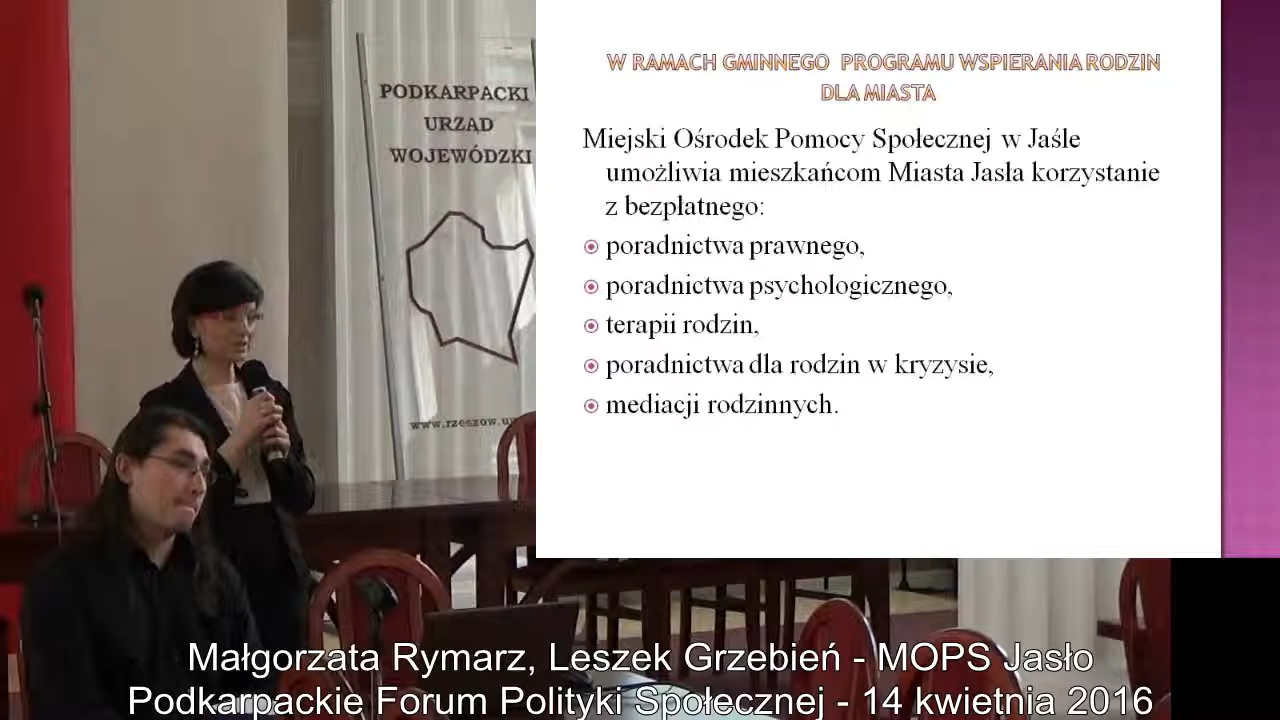 PODKARPACKI
URZĄD
WOJEWÓDZKI
www.rzeszow.u
W RAMACH GMINNEGO PROGRAMU WSPIERANIA RODZIN
DLA MIASTA
Miejski Ośrodek Pomocy Społecznej w Jaśle
umożliwia mieszkańcom Miasta Jasła korzystanie
z bezpłatnego:
poradnictwa prawnego,
poradnictwa psychologicznego,
terapii rodzin,
poradnictwa dla rodzin w kryzysie,
mediacji rodzinnych.
Małgorzata Rymarz, Leszek Grzebień - MOPS Jasło
Podkarpackie Forum Polityki Społecznej - 14 kwietnia 2016